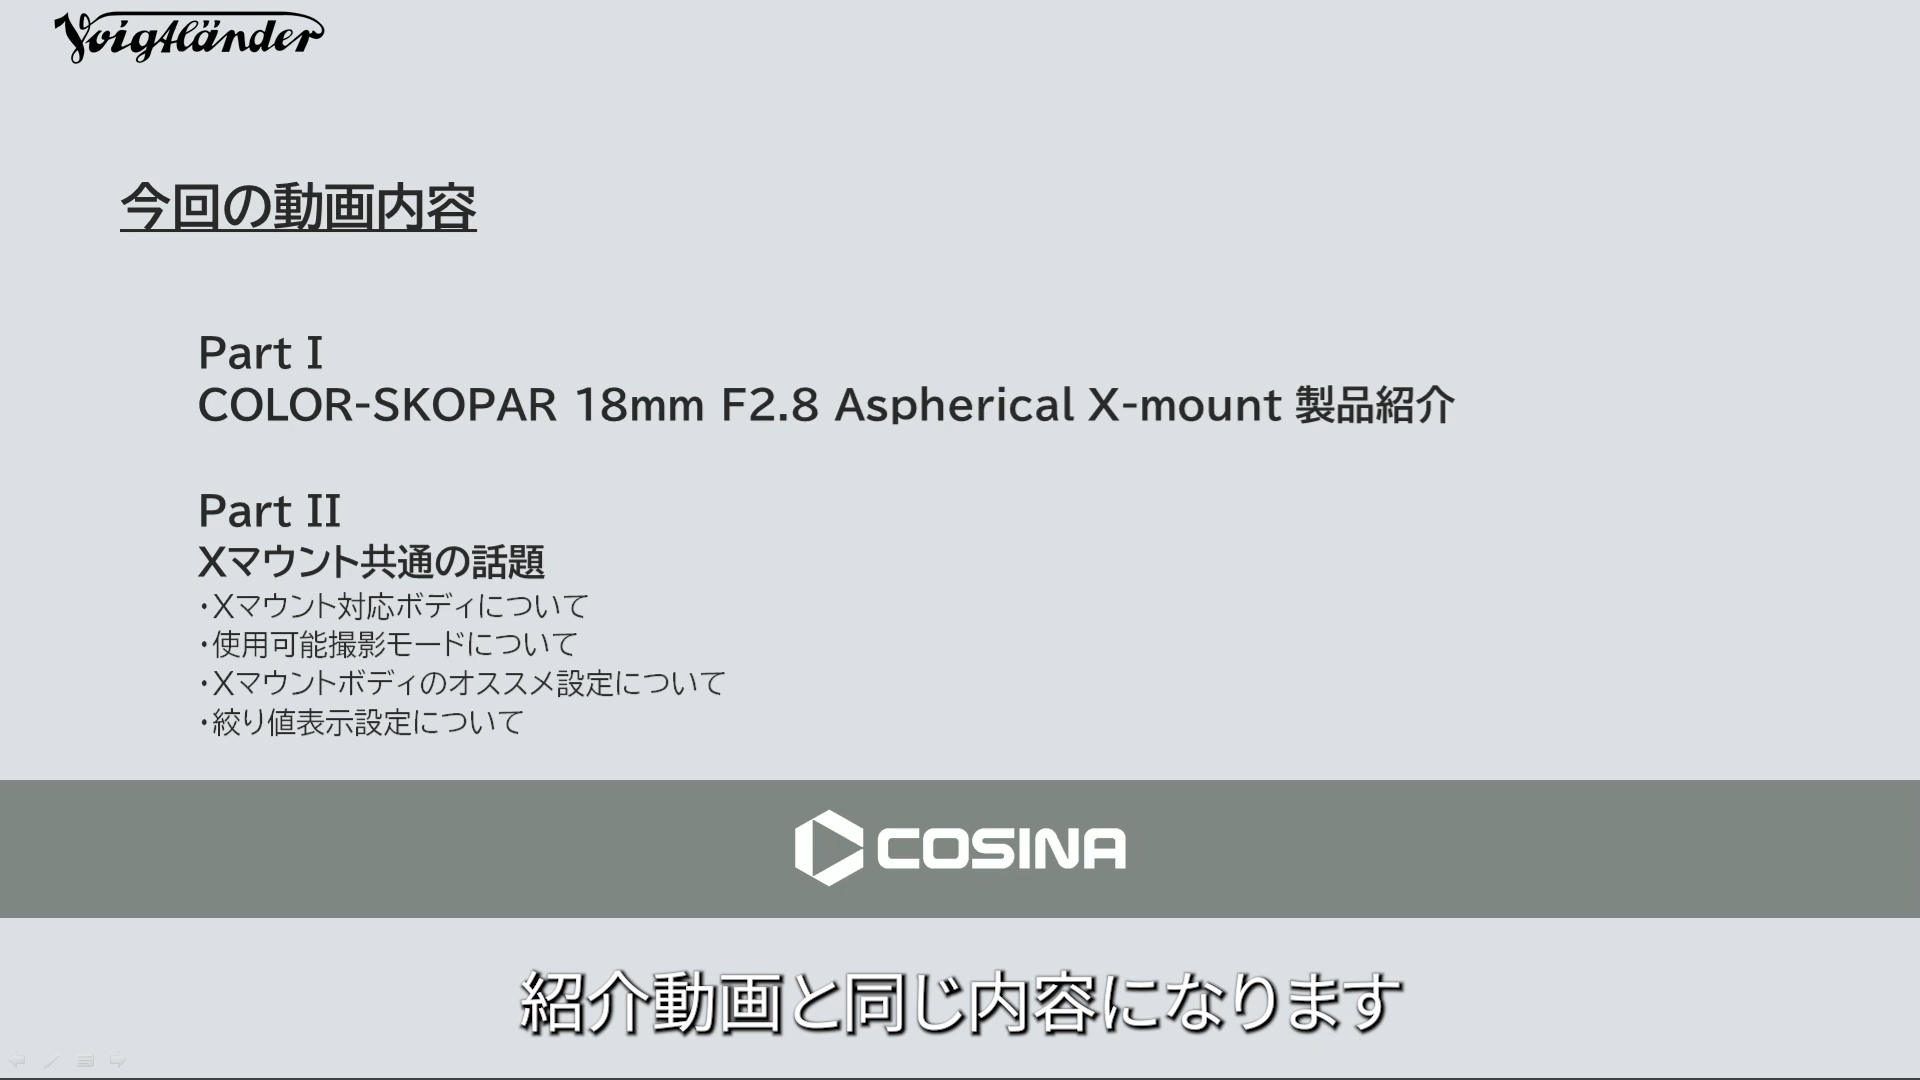 Voigtländer
今回の動画内容
Part I
COLOR-SKOPAR 18mm F2.8 Aspherical X-mount 製品紹介
Part II
Xマウント共通の話題
・Xマウント対応ボディについて
・使用可能撮影モードについて
・Xマウントボディのオススメ設定について
・絞り値表示設定について
COSINA
紹介動画と同じ内容になります